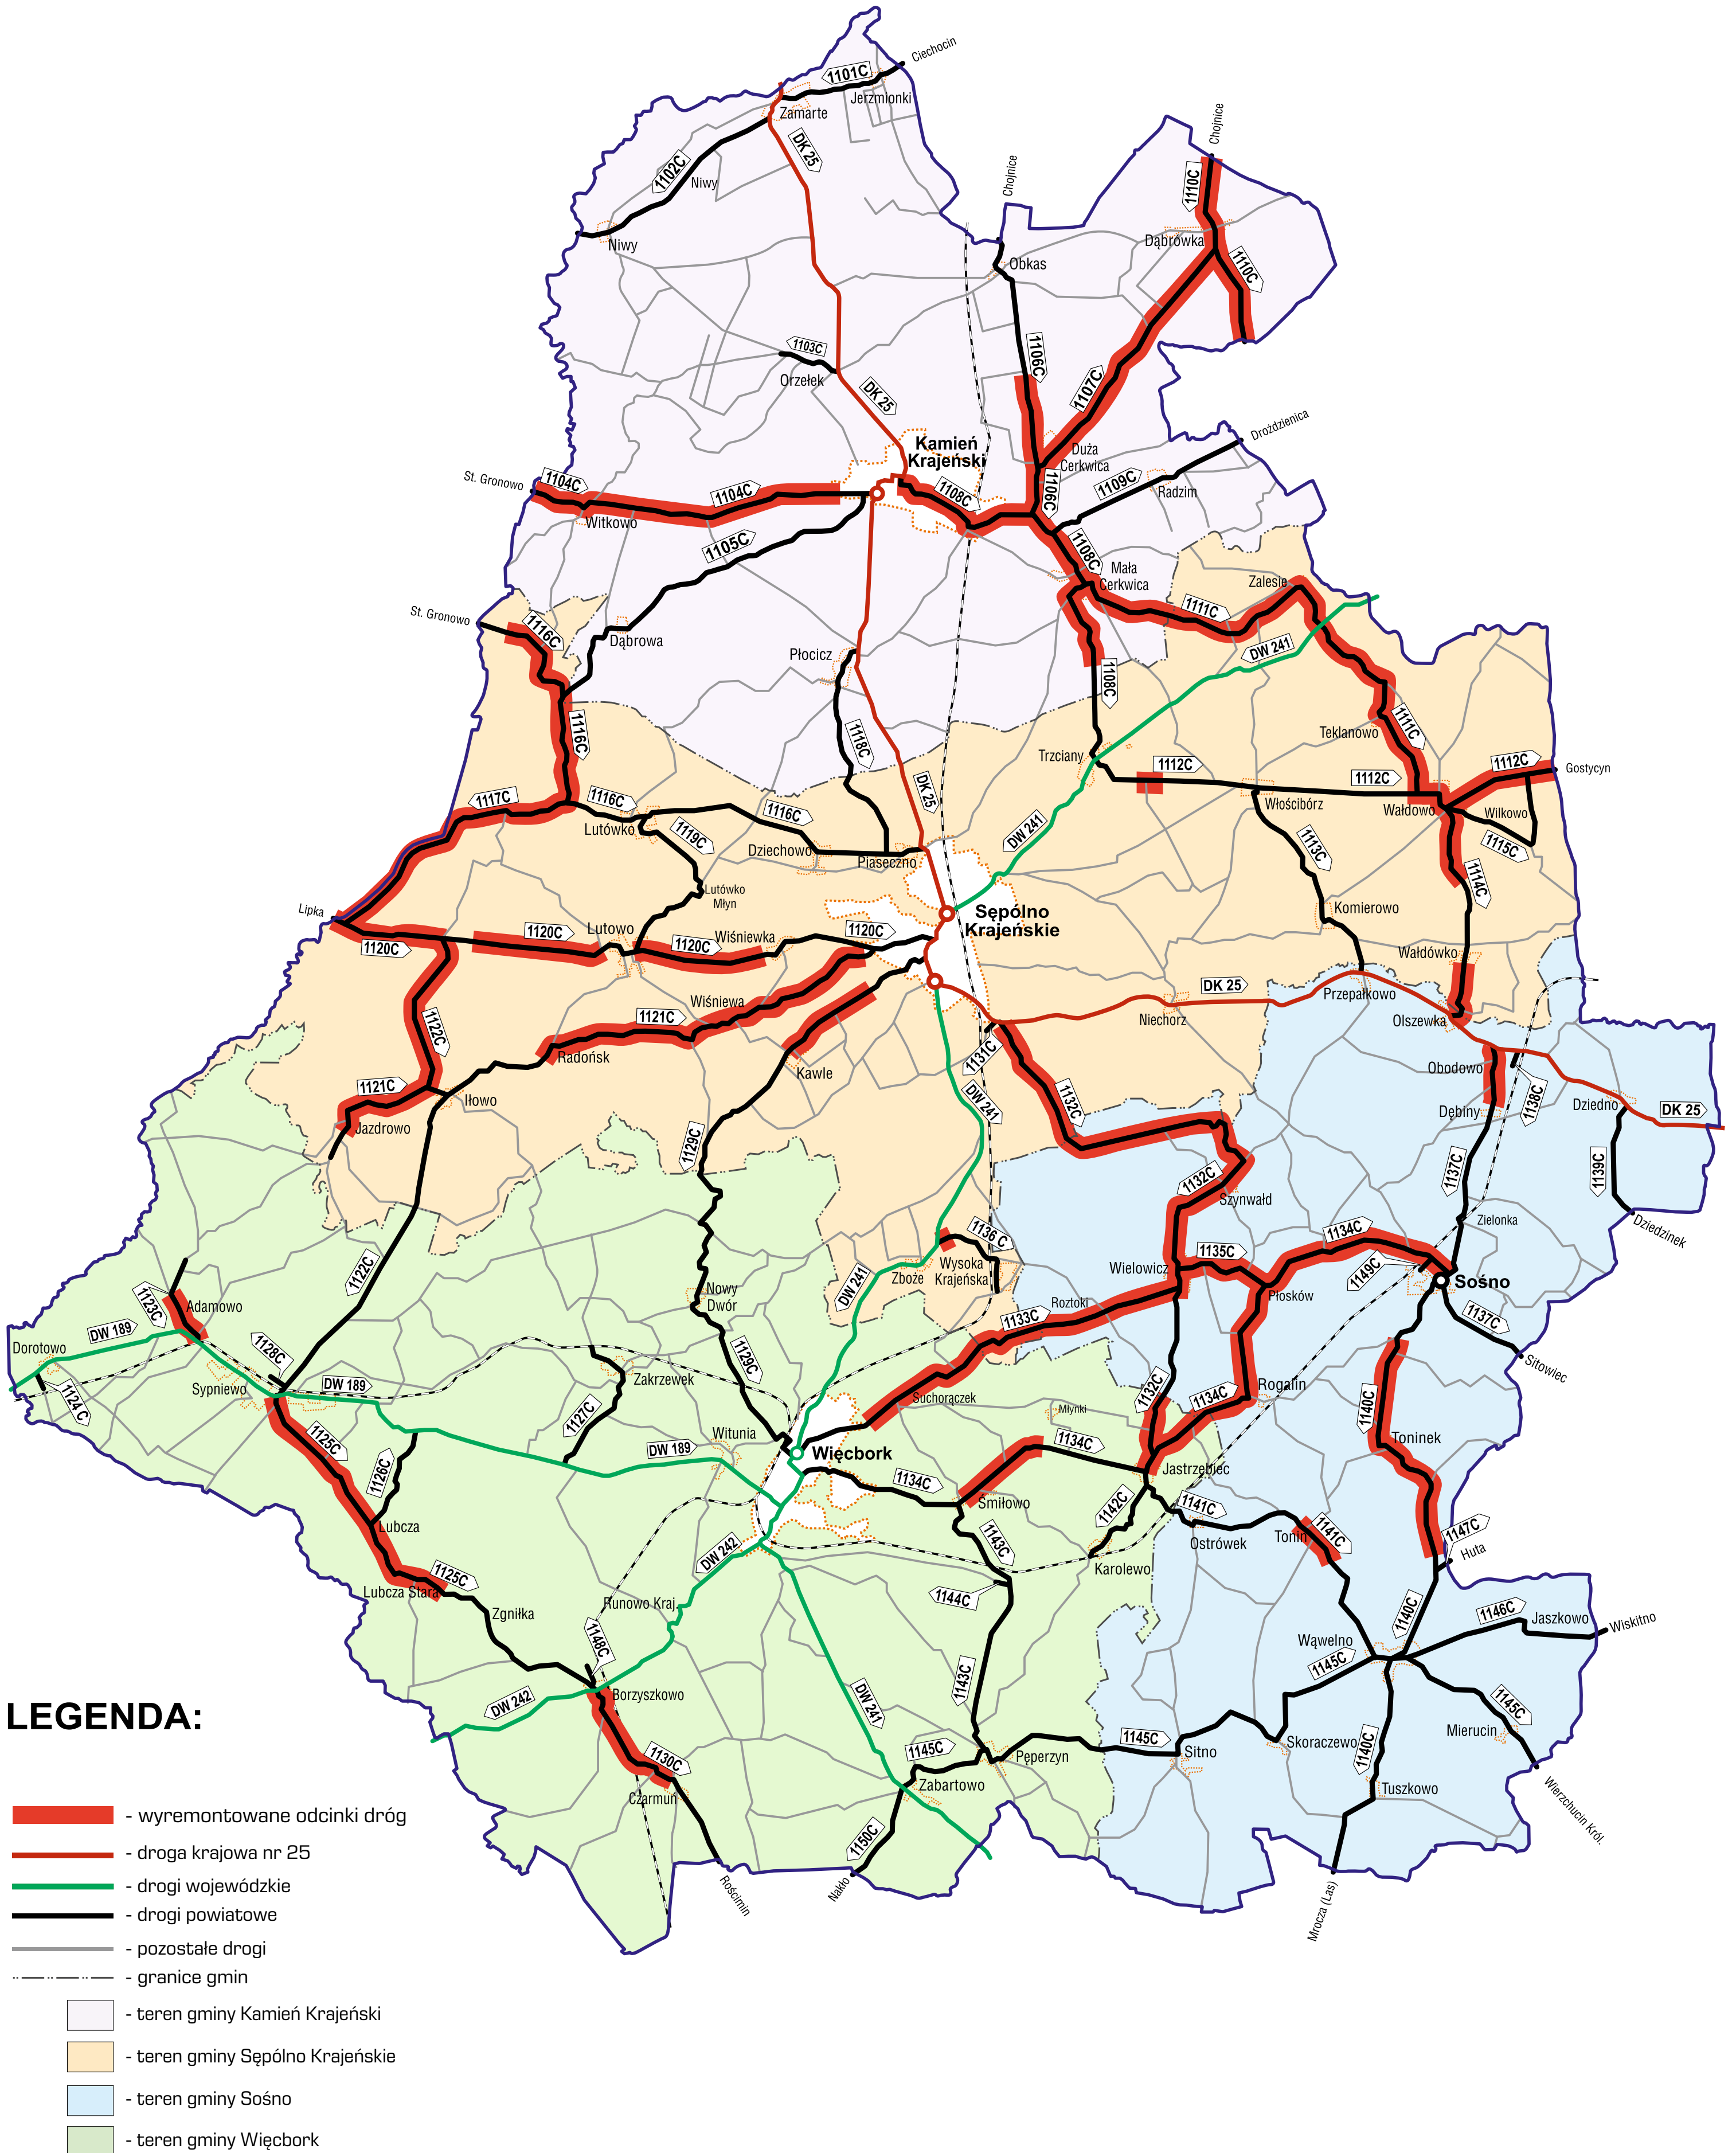 Ciechocin
1101C
Jerzmionki
Zamarte
DK 25
1102C
Niwy
Niwy
Chojnice
Chojnice
1110C
Dąbrówka
1110C
Obkas
1106C
1103C
Orzełek
DK 25
1107C
Kamień
Krajeński
Duża
Cerkwica
Drożdzienica
St. Gronowo
1104C
1104C
1108C
1106C
1109C
Radzim
Witkowo
1105C
1108C
Mała
Cerkwica
Zalesie
St. Gronowo
1116C
Dąbrowa
1111C
Płocicz
DW 241
1108C
1116C
1118C
Teklanowo
1111C
Trzciany
1112C
1112C
1112C
Gostycyn
DK 25
1117C
1116C
1116C
Włościbórz
Wałdowo
Wilkowo
Lutówko
1119C
Dziechowo
Piaseczno
DW 241
1113C
1115C
1114C
Lutówko
Młyn
Lipka
Sępólno
Krajeńskie
Komierowo
1120C
1120C
Lutowo
1120C
Wiśniewka
1120C
Wałdówko
DK 25
Przepałkowo
Wiśniewa
1121C
Niechorz
Olszewka
1122C
Radońsk
1131C
Kawle
Obodowo
1121C
Iłowo
DW 241
1132C
Dębiny
1138C
Dziedno
DK 25
Jazdrowo
1129C
1137C
1139C
1132C
Szynwałd
Zielonka
Dziedzinek
1136 C
1134C
1122C
Zboże
Wysoka
Krajeńska
Wielowicz
1135C
1149C
Sośno
1123C
Adamowo
Nowy
Dwór
DW 241
Roztoki
1133C
Płosków
1137C
Dorotowo
DW 189
1128C
1129C
Sitowiec
Sypniewo
DW 189
1124 C
Zakrzewek
Suchorączek
1132C
1134C
Rogalin
1127C
Młynki
1140C
1125C
Witunia
DW 189
Więcbork
1134C
Toninek
1126C
1134C
Jastrzębiec
Śmiłowo
1142C
1141C
Lubcza
1143C
Ostrówek
Tonin
1141C
1147C
Huta
DW 242
Karolewo
1125C
Lubcza Stara
1144C
Zgniłka
Runowo Kraj.
1140C
1146C
Jaszkowo
Wiskitno
1148C
Wąwelno
1145C
LEGENDA:
Borzyszkowo
1143C
DW 242
DW 241
1145C
Mierucin
1145C
1145C
Skoraczewo
1140C
1130C
Pęperzyn
Sitno
Czarmuń
Zabartowo
Tuszkowo
Wierzchucin Król.
1150C
Rościmin
Nakło
Mrocza (Las)
- wyremontowane odcinki dróg
- droga krajowa nr 25
- drogi wojewódzkie
- drogi powiatowe
- pozostałe drogi
- granice gmin
- teren gminy Kamień Krajeński
- teren gminy Sępólno Krajeńskie
- teren gminy Sośno
- teren gminy Więcbork